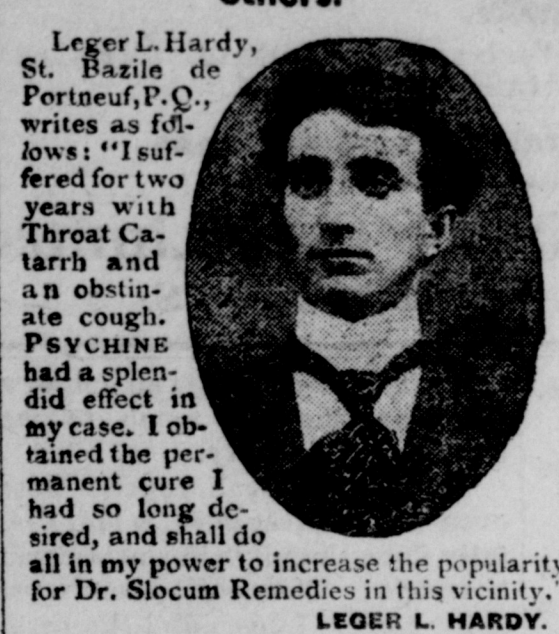 others.
Leger L. Hardy,
St. Bazile de
Portneuf, P.Q.,
writes as fol-
lows: "I suf-
fered for two
years with
Throat Ca-
tarrh and
an obstin-
ate cough.
PSYCHINE
had a splen-
did effect in
my case. I ob-
tained the per-
manent cure I
had so long de-
sired, and shall do
all in my power to increase the popularity
for Dr. Slocum Remedies in this vicinity."
LEGER L. HARDY.